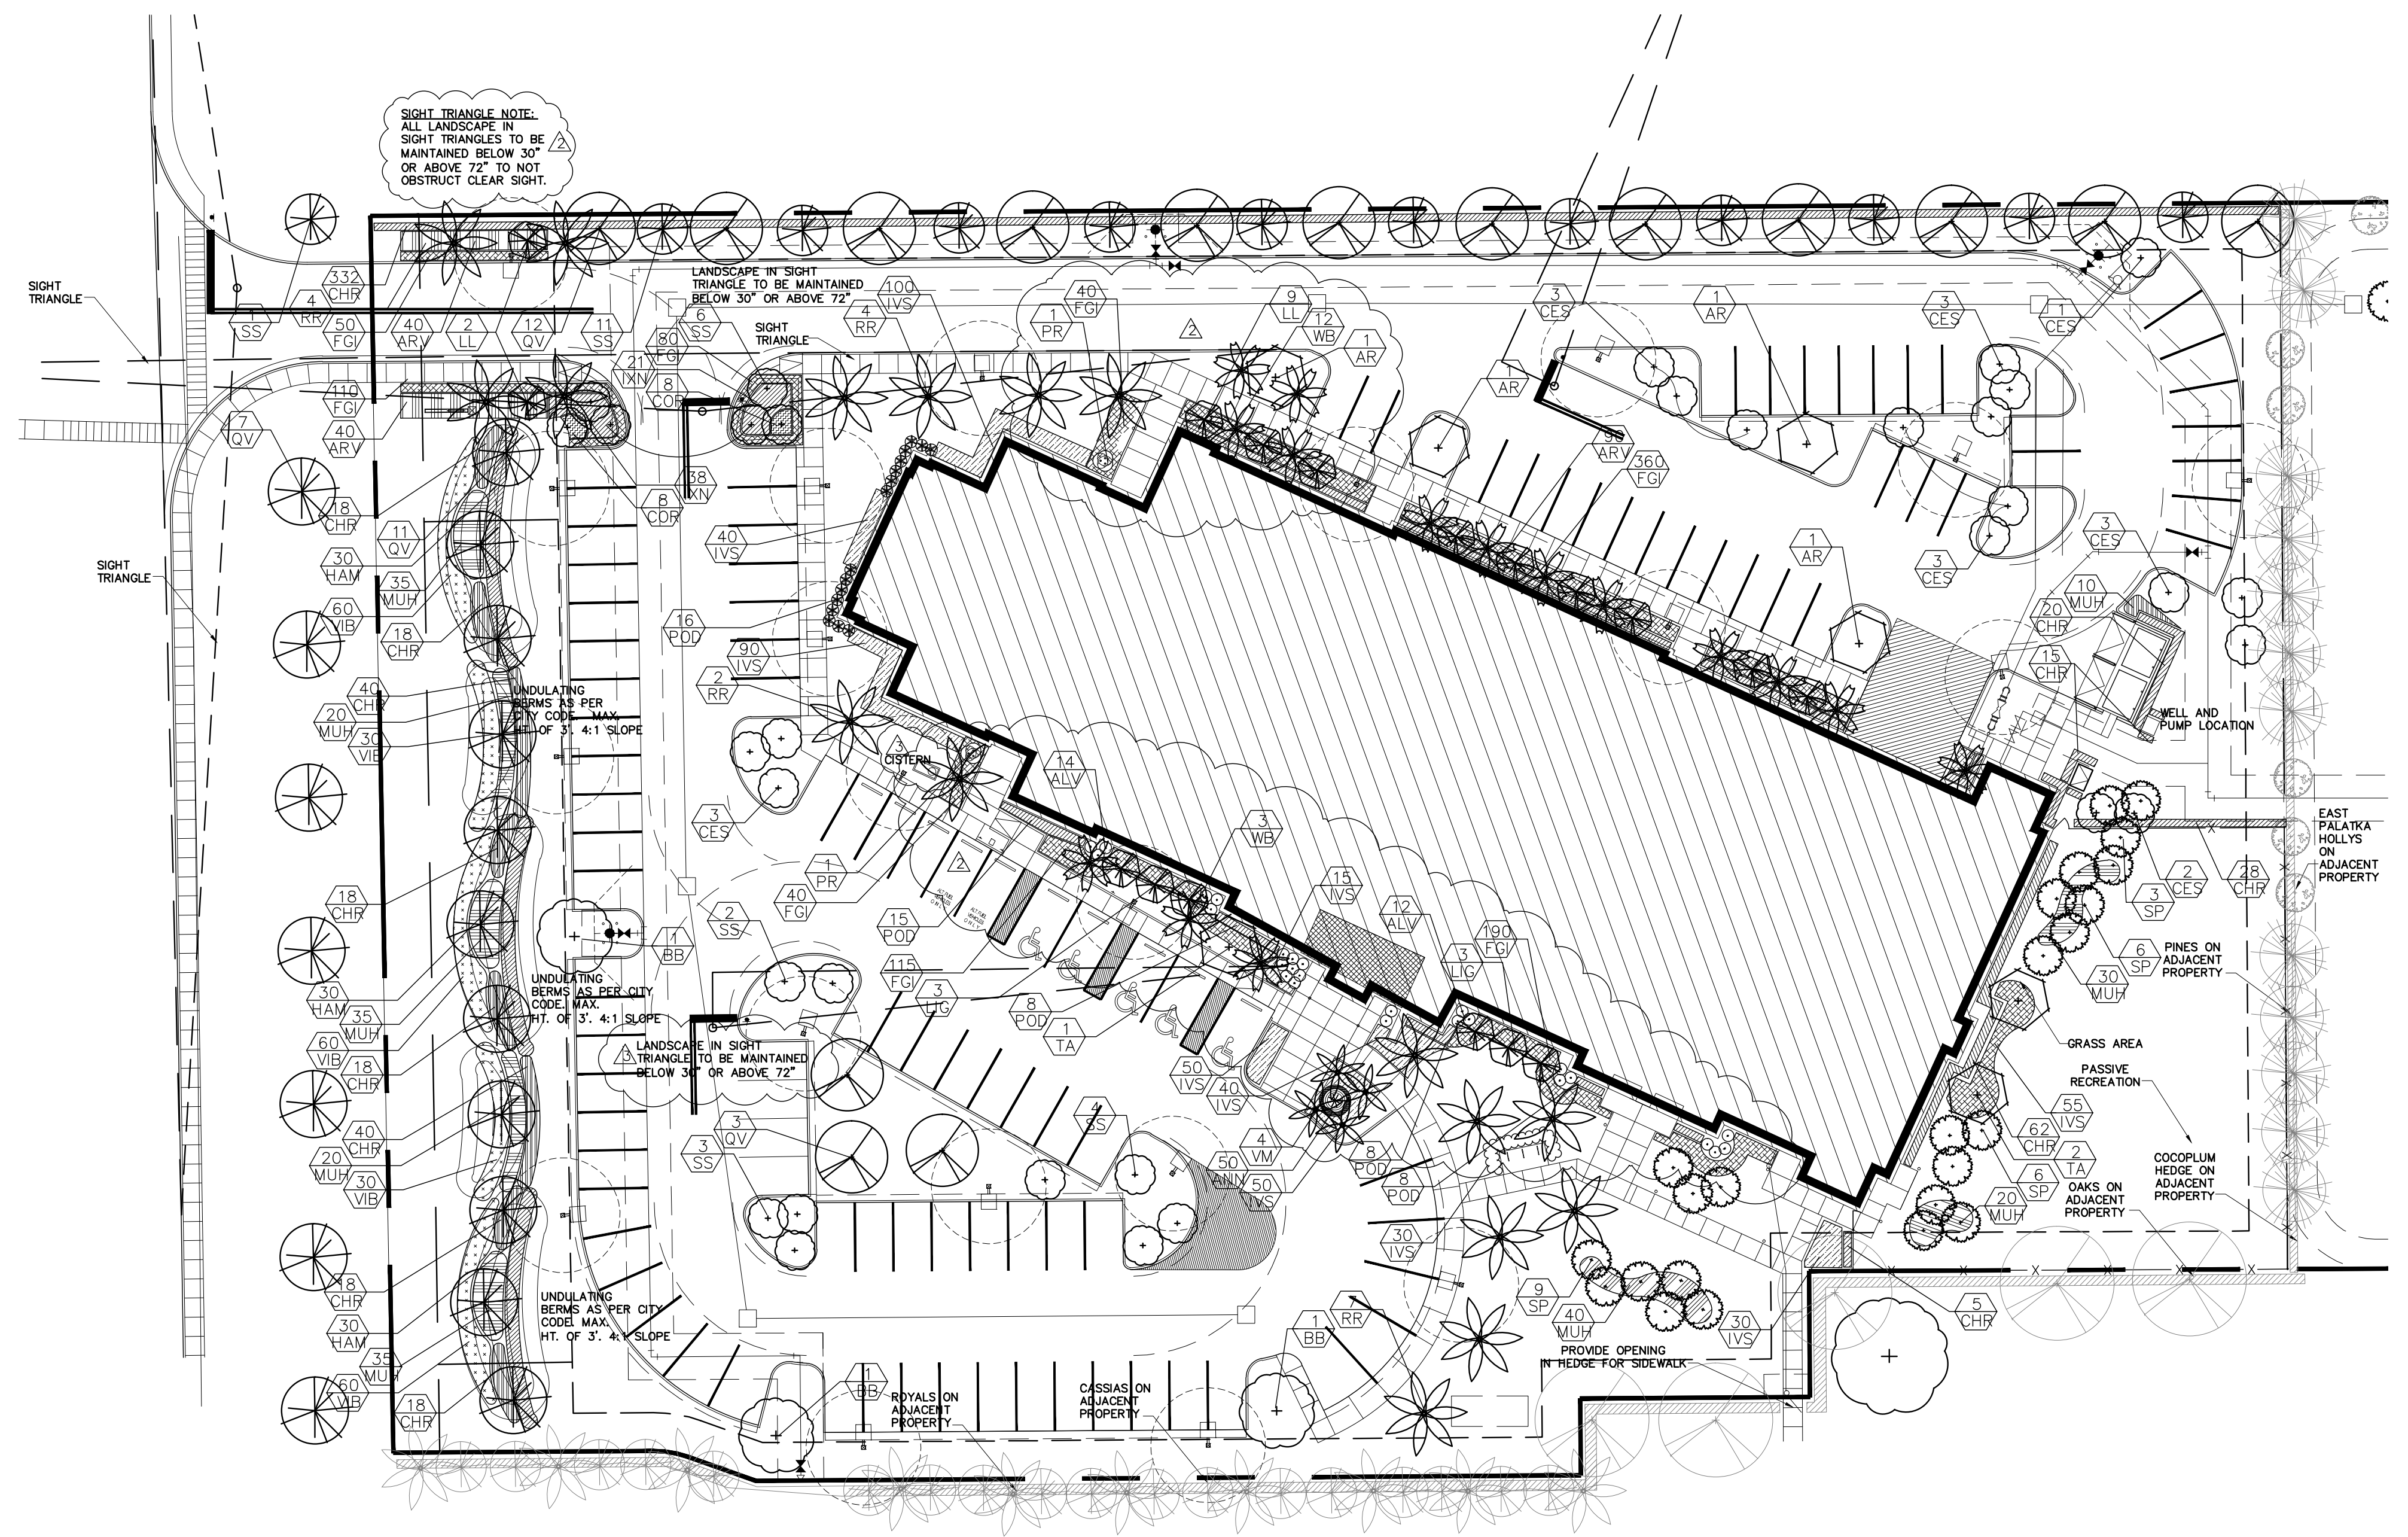 SIGHT TRIANGLE NOTE:
ALL LANDSCAPE IN
SIGHT TRIANGLES TO BE
MAINTAINED BELOW 30"
OR ABOVE 72" TO NOT
OBSTRUCT CLEAR SIGHT.
2
SIGHT
TRIANGLE
332
CHR
4
RR
1
SS
50
FGI
40
ARV
2
LL
12
QV
11
SS
LANDSCAPE IN SIGHT
TRIANGLE TO BE MAINTAINED
BELOW 30" OR ABOVE 72"
100
IVS
4
RR
6
SS
80
FGI
SIGHT
TRIANGLE
1
PR
40
FGI
9
LL
12
WB
2
1
AR
3
CES
1
AR
3
CES
1
CES
21
IXN
8
COR
110
FGI
40
ARV
7
QV
1
AR
38
IXN
8
COR
18
CHR
11
QV
30
HAM
35
MUH
60
VIB
18
CHR
40
IVS
ARV
360
FGI
1
AR
3
CES
3
CES
10
MUH
20
CHR
15
CHR
WELL AND
PUMP LOCATION
SIGHT
TRIANGLE
16
POD
90
IVS
2
RR
40
CHR
20
MUH
30
VIB
UNDULATING
BERMS AS PER
CITY CODE. MAX.
HT. OF 3'. 4:1 SLOPE
3
CISTERN
14
ALV
3
CES
1
PR
40
FGI
2
3
WB
15
IVS
12
ALV
3
LIG
190
FGI
EAST
PALATKA
HOLLYS
ON
ADJACENT
PROPERTY
2
CES
28
CHR
3
SP
6
SP
30
MUH
PINES ON
ADJACENT
PROPERTY
18
CHR
2
SS
15
POD
ALT FUEL
VEHICLES
ONLY
ALT FUEL
VEHICLES
ONLY
1
BB
115
FGI
3
LIG
8
POD
1
TA
30
HAM
35
MUH
60
VIB
18
CHR
UNDULATING
BERMS AS PER CITY
CODE. MAX.
HT. OF 3'. 4:1 SLOPE
3
LANDSCAPE IN SIGHT
TRIANGLE TO BE MAINTAINED
BELOW 30" OR ABOVE 72"
GRASS AREA
PASSIVE
RECREATION
50
IVS
40
IVS
4
SS
3
QV
3
SS
4
VM
50
ANN
50
IVS
8
POD
8
POD
55
IVS
62
CHR
2
TA
6
SP
20
MUH
OAKS ON
ADJACENT
PROPERTY
COCOPLUM
HEDGE ON
ADJACENT
PROPERTY
40
CHR
20
MUH
30
VIB
30
IVS
18
CHR
30
HAM
35
MUH
60
VIB
18
CHR
UNDULATING
BERMS AS PER CITY
CODE. MAX.
HT. OF 3'. 4:1 SLOPE
9
SP
40
MUH
30
IVS
5
CHR
1
BB
7
RR
PROVIDE OPENING
IN HEDGE FOR SIDEWALK
1
BB
ROYALS ON
ADJACENT
PROPERTY
CASSIAS ON
ADJACENT
PROPERTY